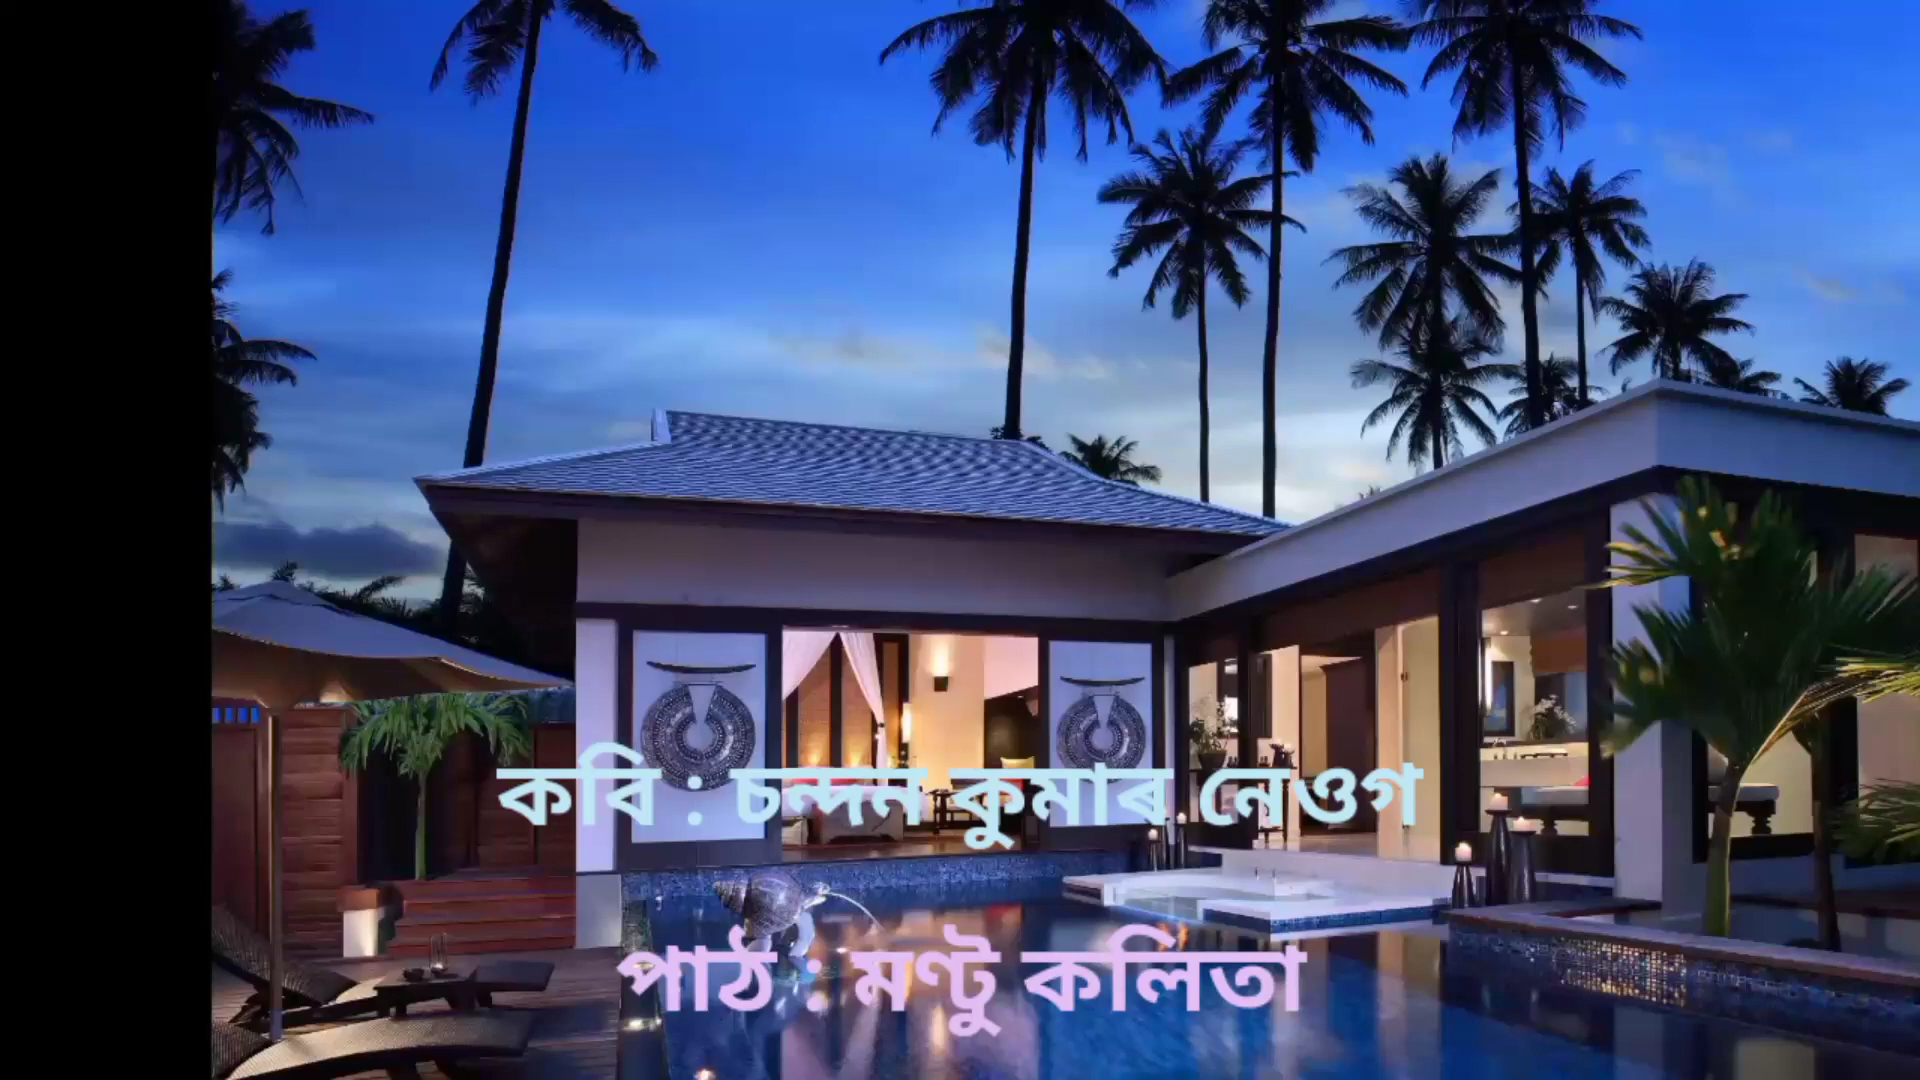 কবি : চন্দন কুমাৰ নেওগ
পাঠ : মণ্টু কলিতা